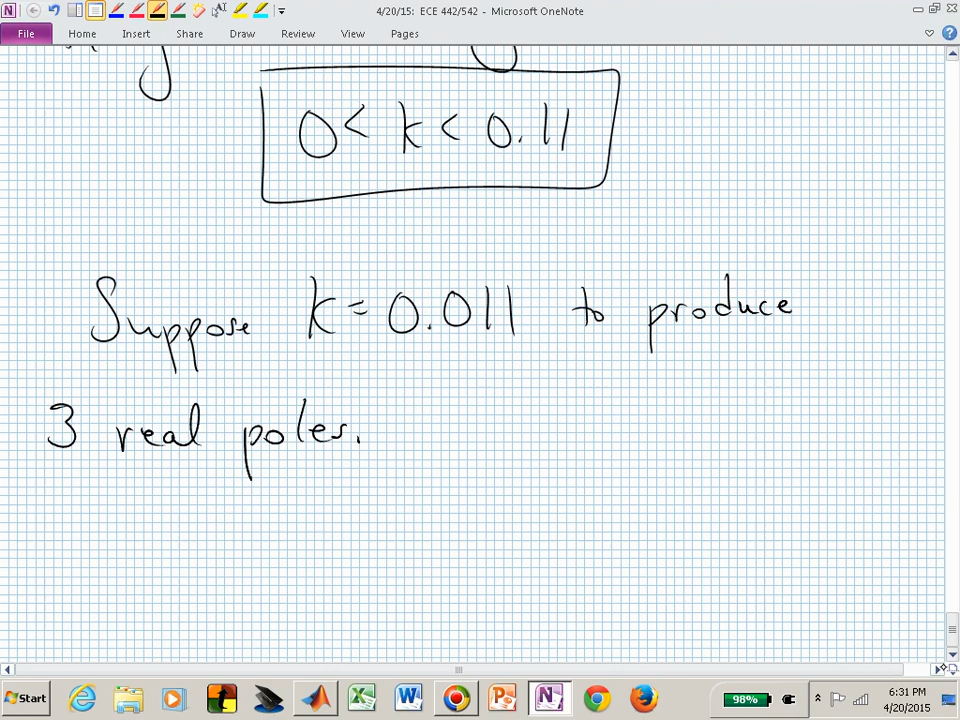 4/20/15: ECE 442/542 - Microsoft OneNote
File Home Insert Share Draw Review View Pages
0 < k < 0.11
Suppose k = 0.011 to produce
3 real poles.
Start 98% 6:31 PM
4/20/2015